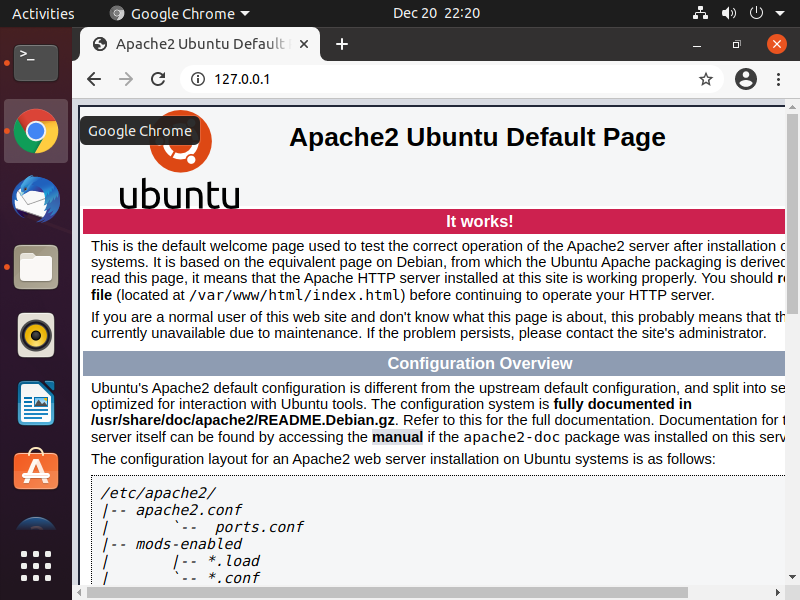 Activities
Google Chrome
Dec 20 22:20
Apache2 Ubuntu Default
127.0.0.1
Google Chrome
ubuntu
Apache2 Ubuntu Default Page
It works!
This is the default welcome page used to test the correct operation of the Apache2 server after installation
systems. It is based on the equivalent page on Debian, from which the Ubuntu Apache packaging is derived
read this page, it means that the Apache HTTP server installed at this site is working properly. You should
file (located at /var/www/html/index.html) before continuing to operate your HTTP server.
If you are a normal user of this web site and don't know what this page is about, this probably means that
currently unavailable due to maintenance. If the problem persists, please contact the site's administrator.
Configuration Overview
Ubuntu's Apache2 default configuration is different from the upstream default configuration, and split into
optimized for interaction with Ubuntu tools. The configuration system is fully documented in
/usr/share/doc/apache2/README.Debian.gz. Refer to this for the full documentation. Documentation for
server itself can be found by accessing the manual if the apache2-doc package was installed on this
The configuration layout for an Apache2 web server installation on Ubuntu systems is as follows:
/etc/apache2/
|-- apache2.conf
|       `--  ports.conf
|-- mods-enabled
|       |-- *.load
|       `-- *.conf